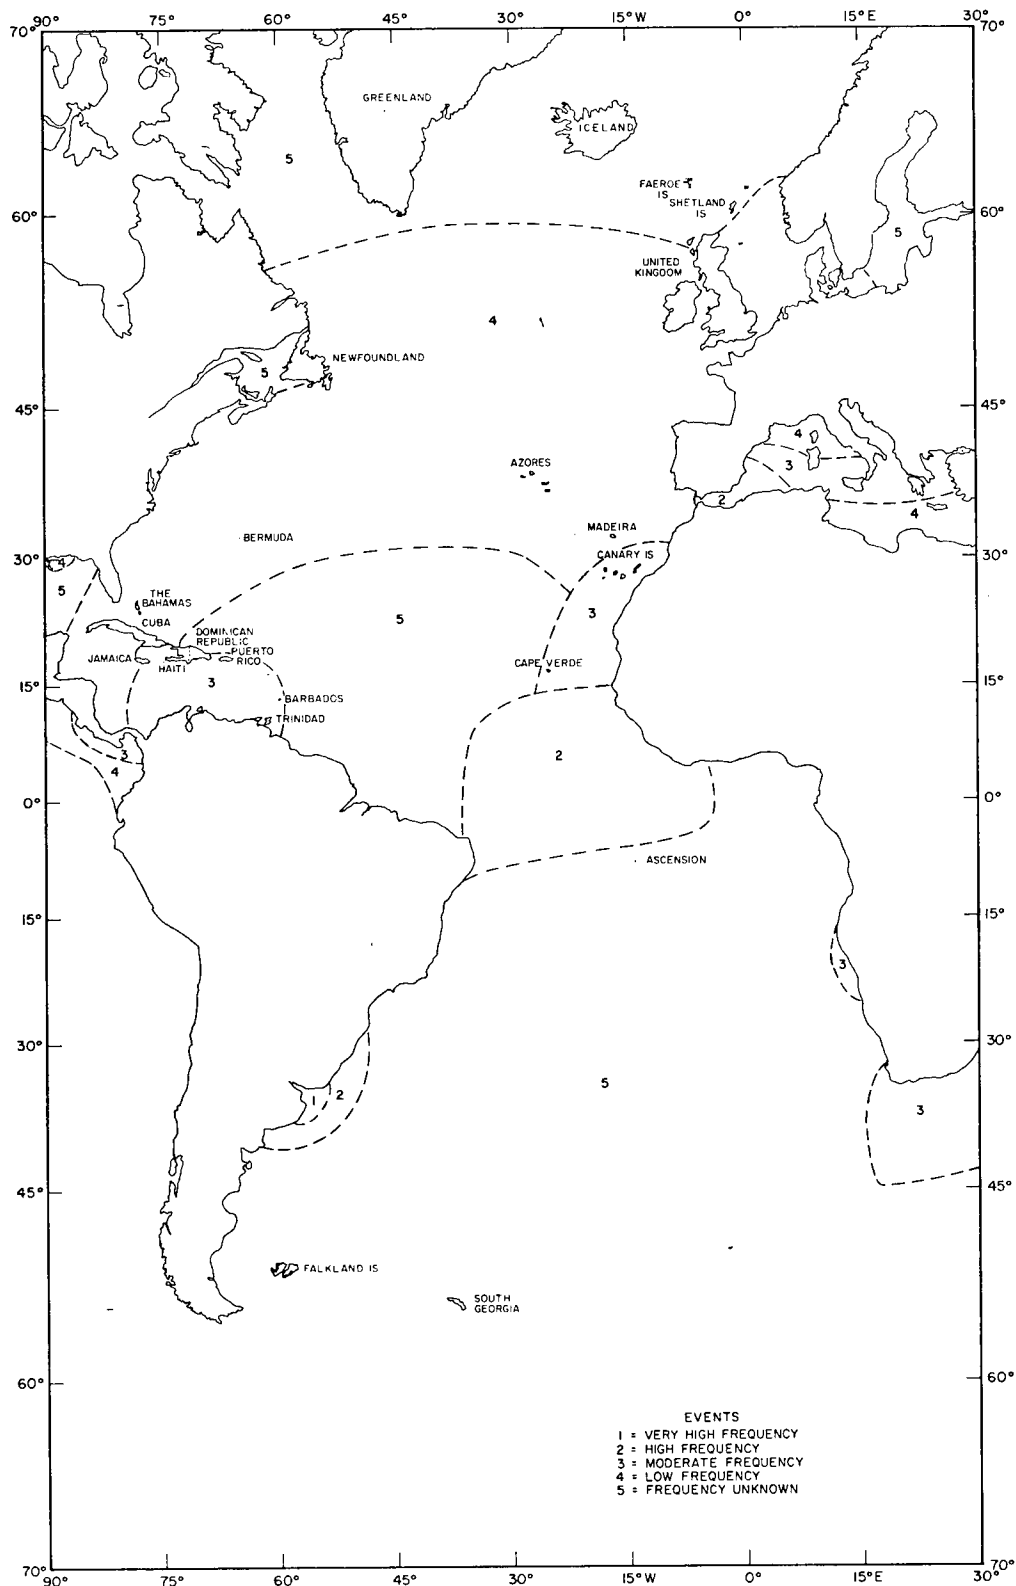 90° 75° 60° 45° 30° 15°W 0° 15°E 30°
70° 70°
GREENLAND
ICELAND
5
FAEROE
IS
SHETLAND
IS
60° 60°
5
UNITED
KINGDOM
4
NEWFOUNDLAND
5
45° 45°
4
AZORES
3
2
4
MADEIRA
BERMUDA
30° 4 CANARY IS 30°
5
THE
BAHAMAS
3
CUBA
5
DOMINICAN
REPUBLIC
PUERTO
RICO
JAMAICA
HAITI
CAPE VERDE
15° 3 15°
BARBADOS
TRINIDAD
3
2
4
0° 0°
ASCENSION
15° 15°
3
30° 30°
5
1 2
3
45° 45°
FALKLAND IS
SOUTH
GEORGIA
60° 60°
EVENTS
1 = VERY HIGH FREQUENCY
2 = HIGH FREQUENCY
3 = MODERATE FREQUENCY
4 = LOW FREQUENCY
5 = FREQUENCY UNKNOWN
70° 70°
90° 75° 60° 45° 30° 15°W 0° 15°E 30°